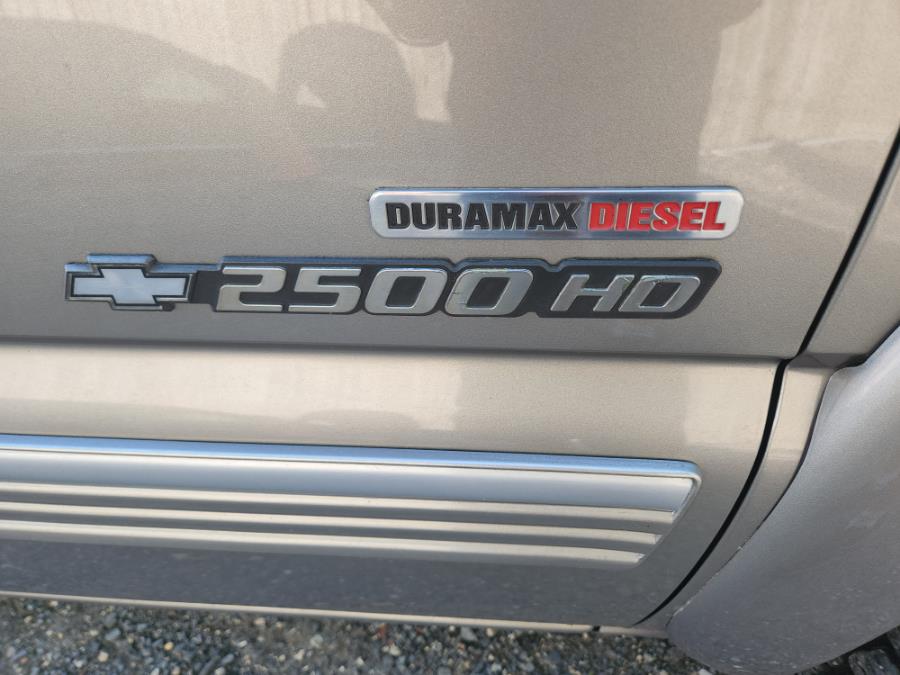 DURAMAX DIESEL
2500 HD